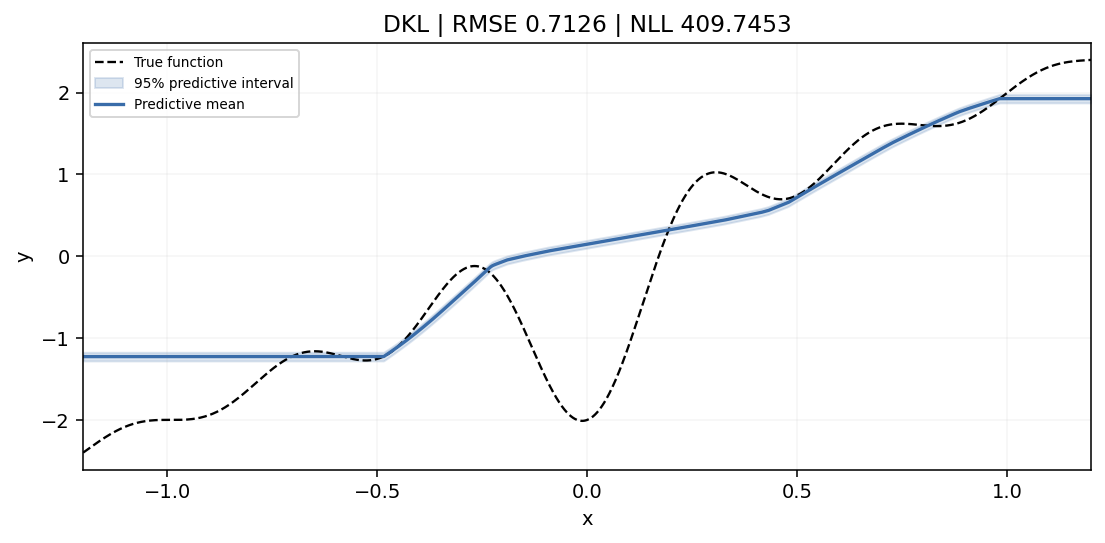 DKL | RMSE 0.7126 | NLL 409.7453
True function
95% predictive interval
Predictive mean
2
1
0
−1
−2
y
−1.0 −0.5 0.0 0.5 1.0
x